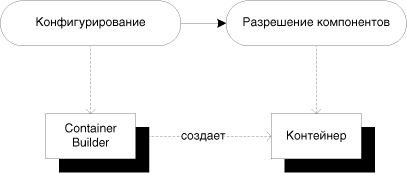 Конфигурирование
Разрешение компонентов
Container
Builder
создает
Контейнер